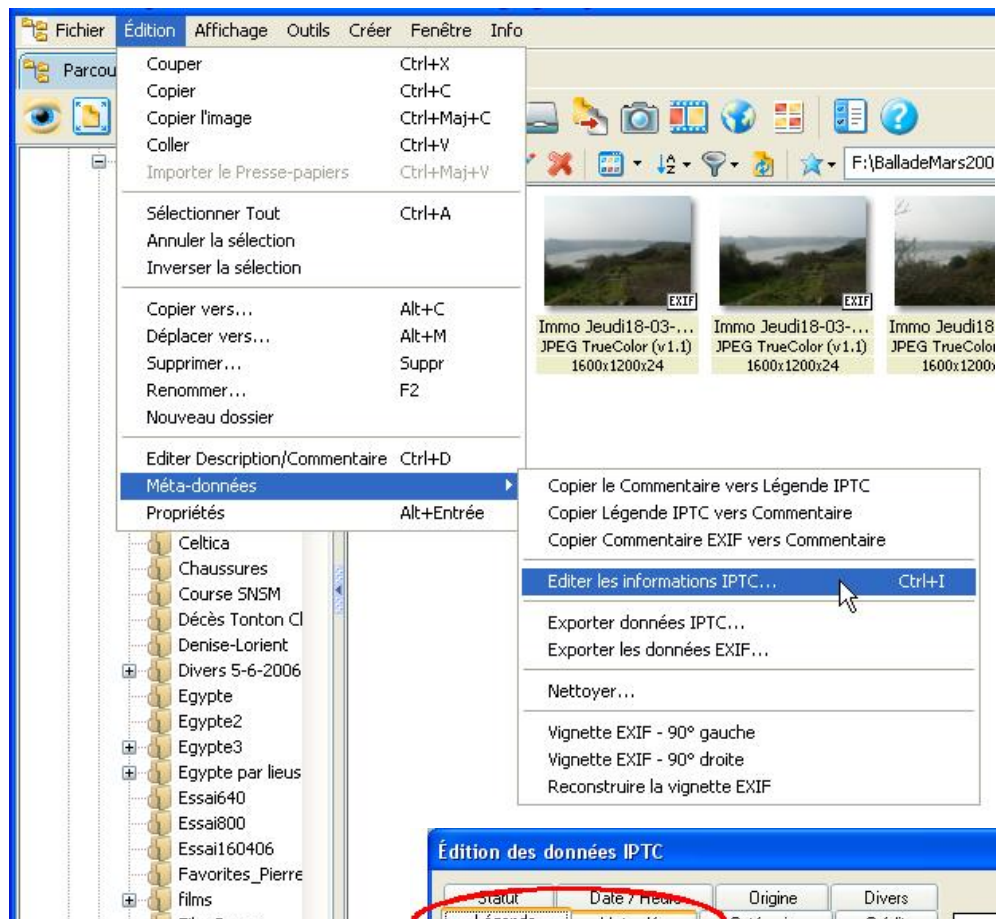 Fichier Édition Affichage Outils Créer Fenêtre Info
Parcou
F:\BalladeMars200
Couper Ctrl+X
Copier Ctrl+C
Copier l'image Ctrl+Maj+C
Coller Ctrl+V
Importer le Presse-papiers Ctrl+Maj+V
Sélectionner Tout Ctrl+A
Annuler la sélection
Inverser la sélection
Copier vers... Alt+C
Déplacer vers... Alt+M
Supprimer... Suppr
Renommer... F2
Nouveau dossier
Editer Description/Commentaire Ctrl+D
Méta-données
Propriétés Alt+Entrée
EXIF EXIF
Immo Jeudi18-03-... Immo Jeudi18-03-... Immo Jeudi18
JPEG TrueColor (v1.1) JPEG TrueColor (v1.1) JPEG TrueColor
1600x1200x24 1600x1200x24 1600x1200x
Copier le Commentaire vers Légende IPTC
Copier Légende IPTC vers Commentaire
Copier Commentaire EXIF vers Commentaire
Editer les informations IPTC... Ctrl+I
Exporter données IPTC...
Exporter les données EXIF...
Nettoyer...
Vignette EXIF - 90° gauche
Vignette EXIF - 90° droite
Reconstruire la vignette EXIF
Celtica
Chaussures
Course SNSM
Décès Tonton Cl
Denise-Lorient
Divers 5-6-2006
Egypte
Egypte2
Egypte3
Egypte par lieus
Essai640
Essai800
Essai160406
Favorites_Pierre
films
Édition des données IPTC
Statut Date / Heure Origine Divers
Légende